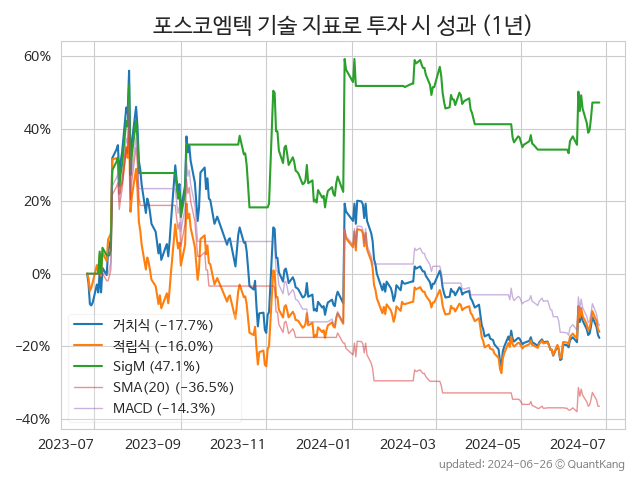 포스코엠텍 기술 지표로 투자 시 성과 (1년)
60%
40%
20%
0%
−20%
−40%
거치식 (−17.7%)
적립식 (−16.0%)
SigM (47.1%)
SMA(20) (−36.5%)
MACD (−14.3%)
2023-07 2023-09 2023-11 2024-01 2024-03 2024-05 2024-07
updated: 2024-06-26 © QuantKang